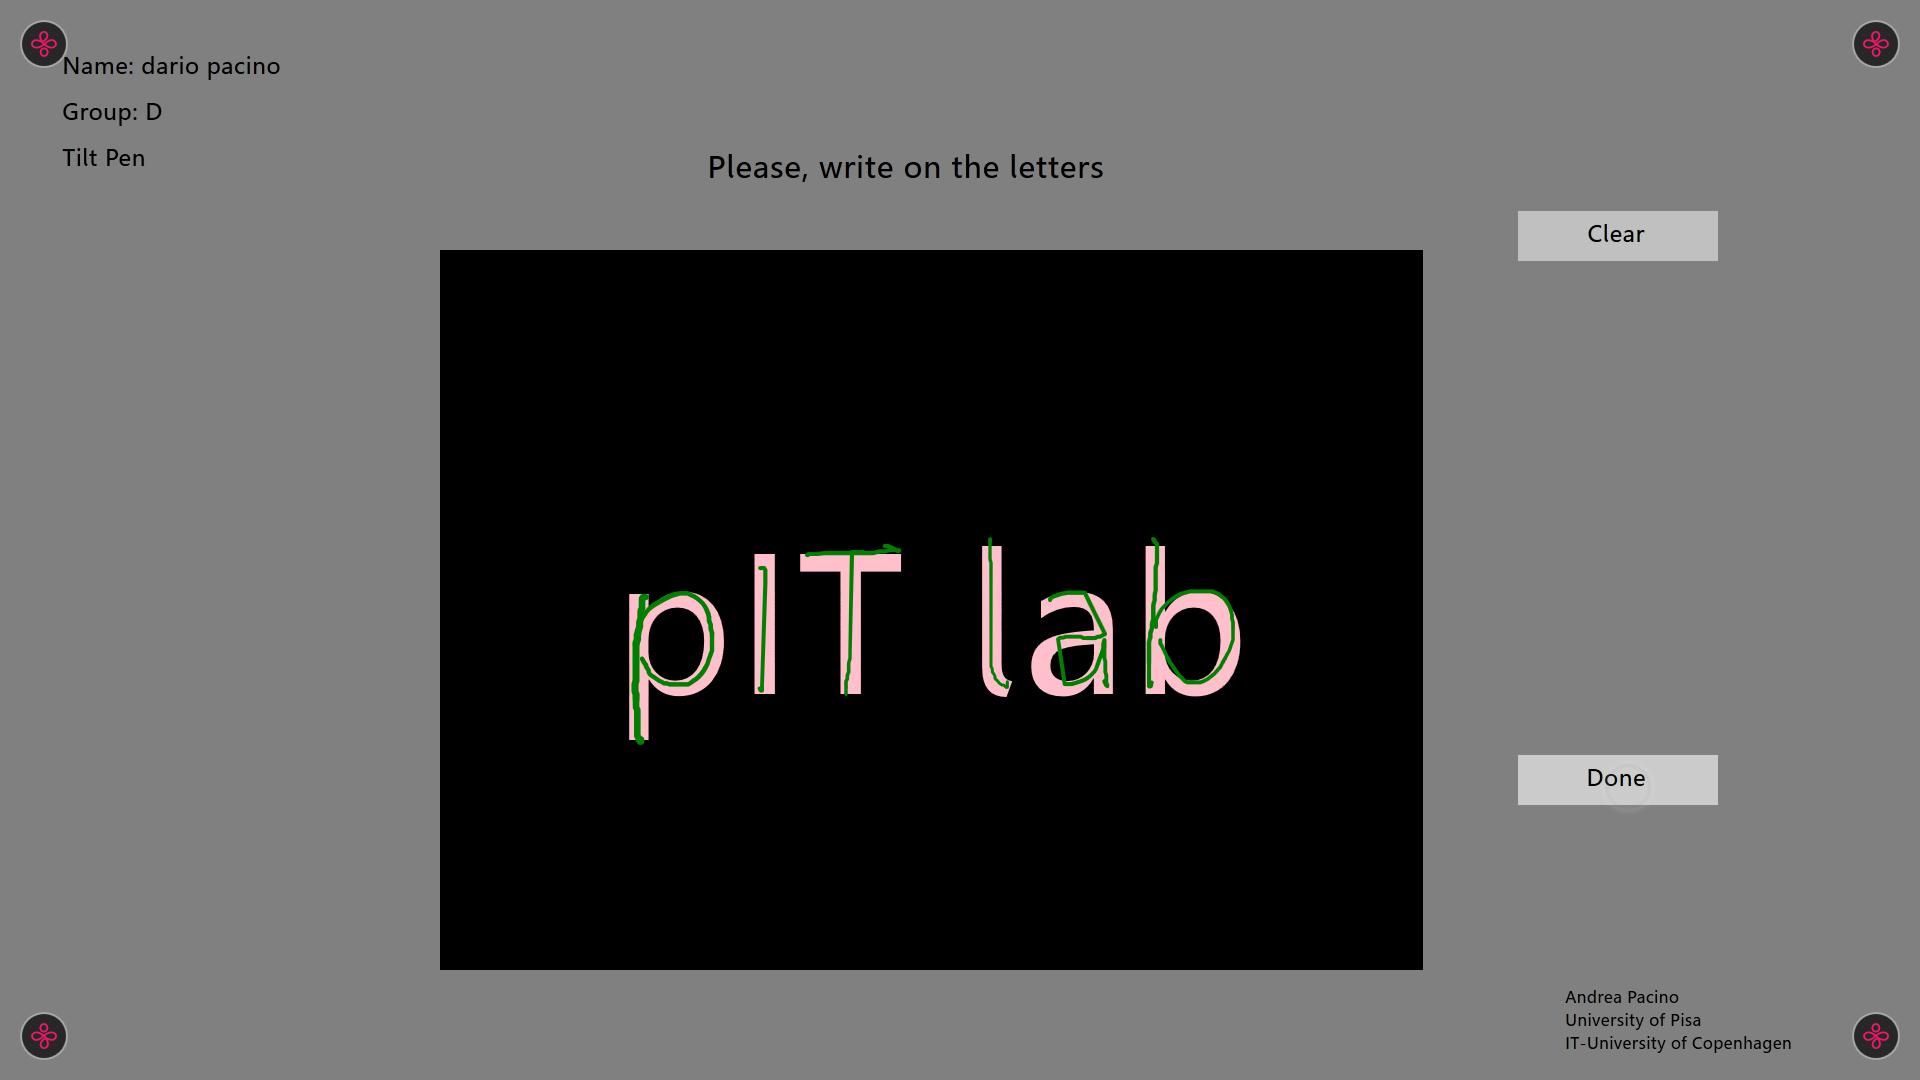 Name: dario pacino
Group: D
Tilt Pen
Please, write on the letters
Clear
pIT lab
Done
Andrea Pacino
University of Pisa
IT-University of Copenhagen